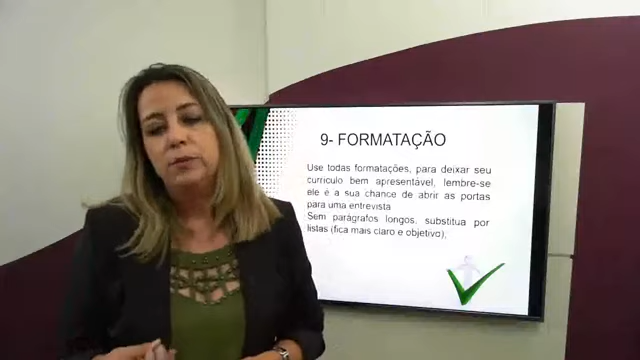 9- FORMATAÇÃO
Use todas formatações, para deixar seu
curriculo bem apresentável, lembre-se
ele é a sua chance de abrir as portas
para uma entrevista
Sem parágrafos longos, substitua por
listas (fica mais claro e objetivo);